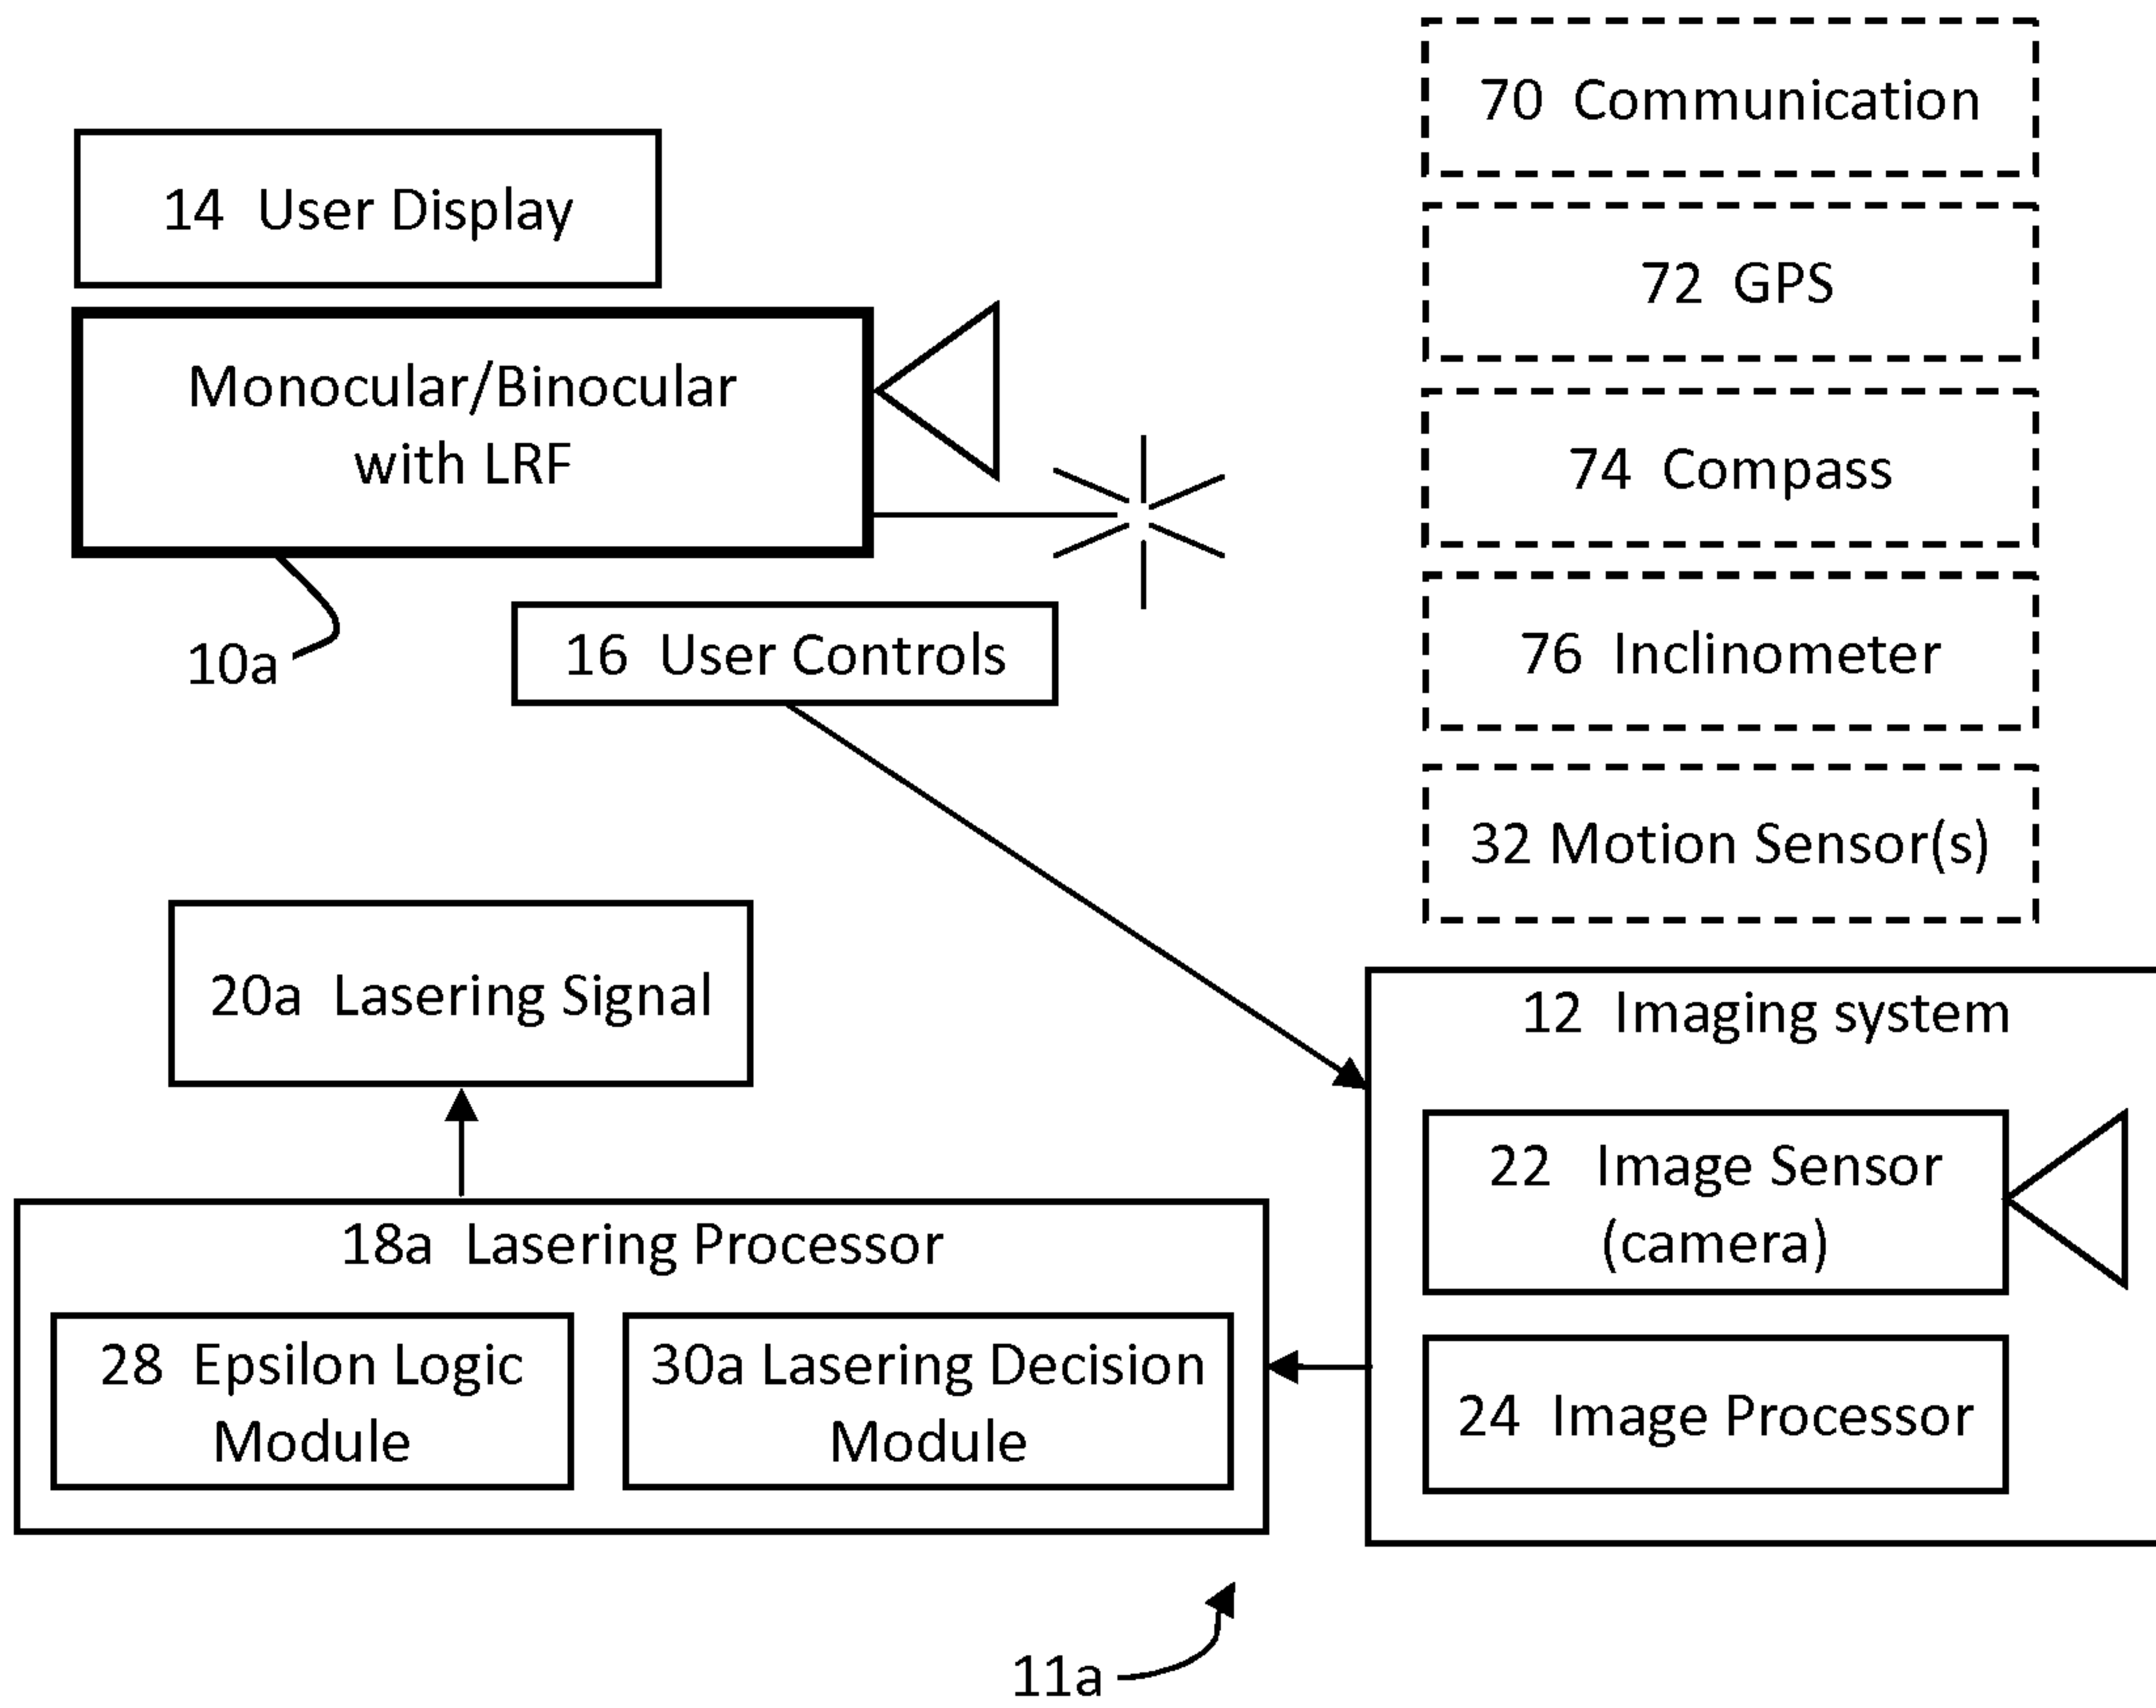 70 Communication
14 User Display
72 GPS
Monocular/Binocular
with LRF
74 Compass
10a
16 User Controls
76 Inclinometer
32 Motion Sensor(s)
20a Lasering Signal
12 Imaging system
22 Image Sensor
(camera)
18a Lasering Processor
28 Epsilon Logic
Module
30a Lasering Decision
Module
24 Image Processor
11a